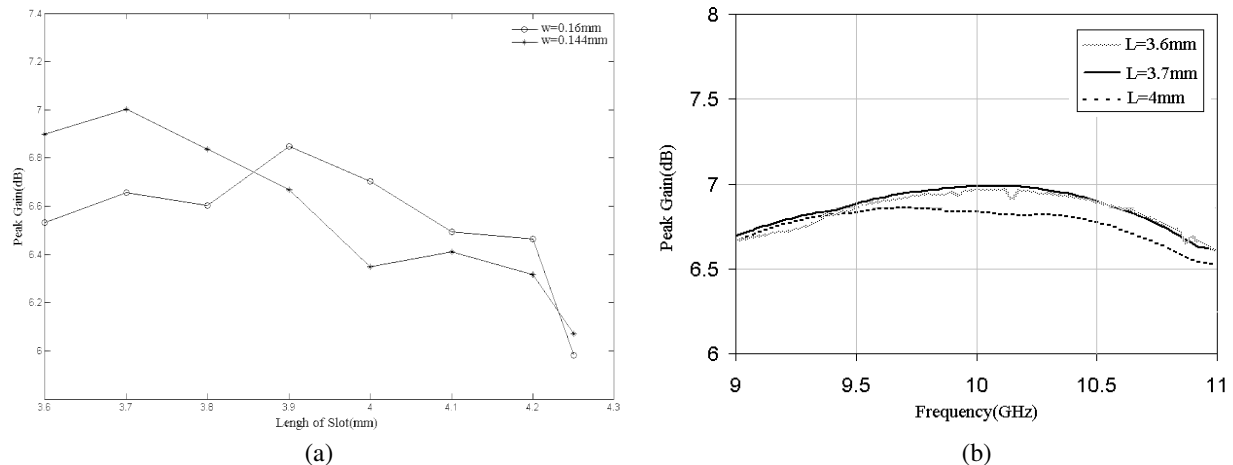 7.4
7.2
7
6.8
6.6
6.4
6.2
6
Peak Gain(dB)
w=0.16mm
w=0.144mm
3.6
3.7
3.8
3.9
4
4.1
4.2
4.3
Lengh of Slot(mm)
(a)
8
7.5
7
6.5
6
Peak Gain(dB)
L=3.6mm
L=3.7mm
L=4mm
9
9.5
10
10.5
11
Frequency(GHz)
(b)